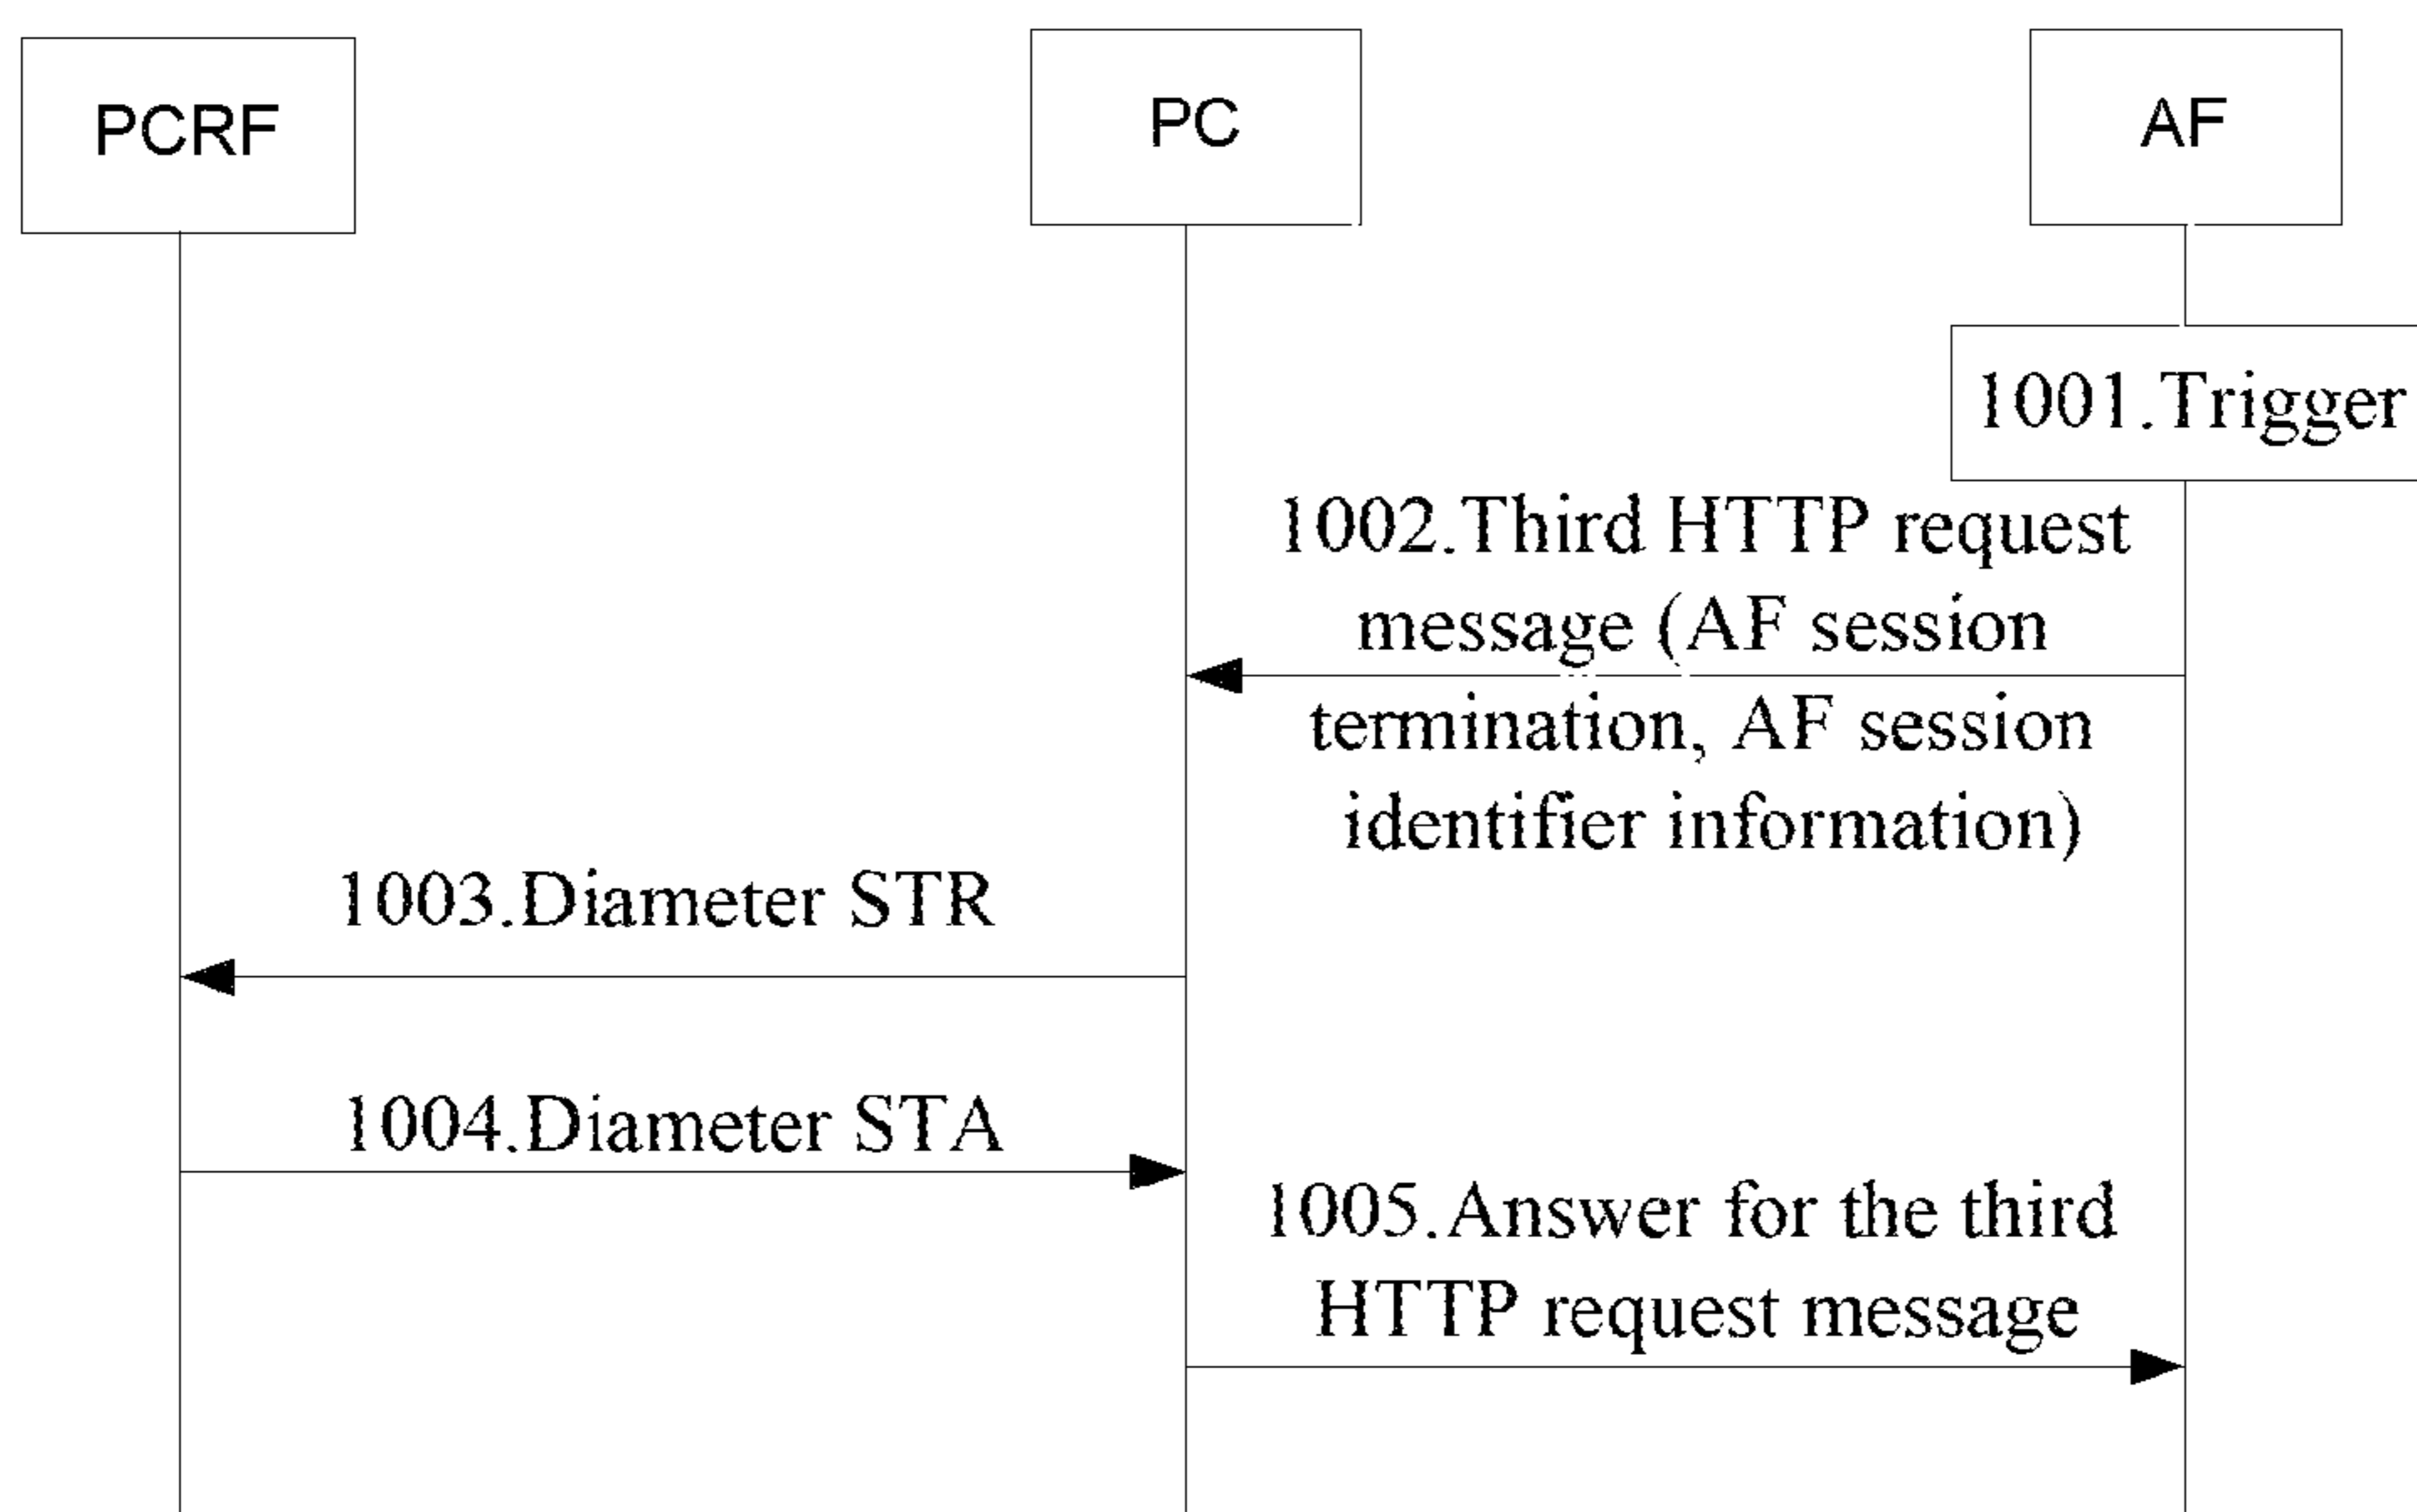 PCRF
PC
AF
1001.Trigger
1002.Third HTTP request
message (AF session
termination, AF session
identifier information)
1003.Diameter STR
1004.Diameter STA
1005.Answer for the third
HTTP request message